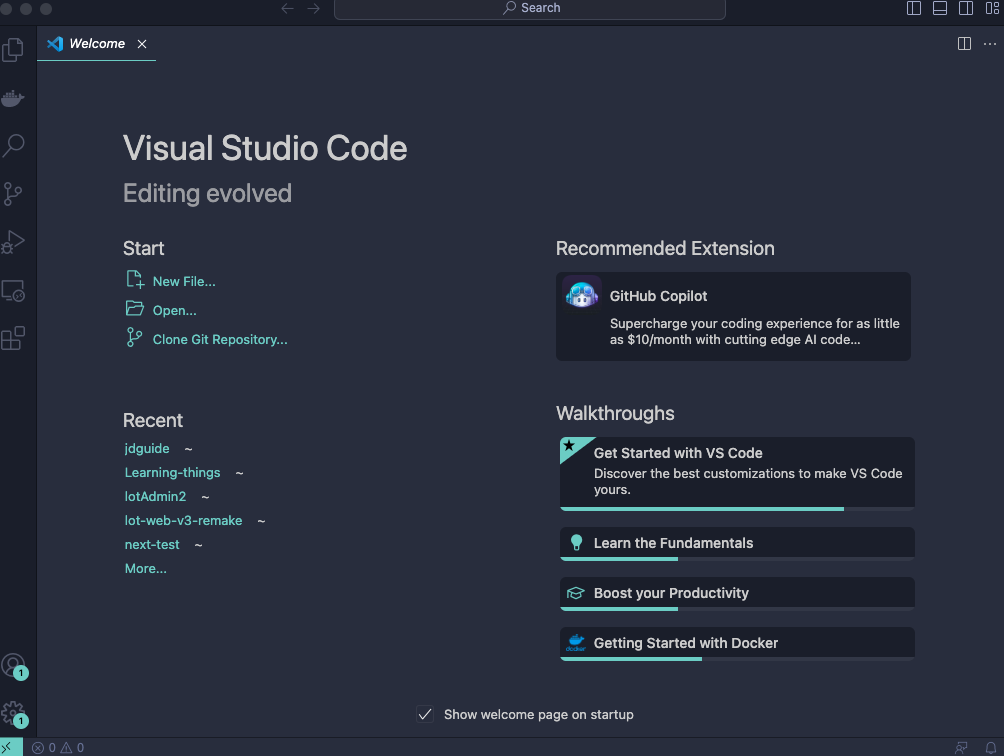 Search
Welcome
Visual Studio Code
Editing evolved
Start
New File...
Open...
Clone Git Repository...
Recent
jdguide ~
Learning-things ~
lotAdmin2 ~
lot-web-v3-remake ~
next-test ~
More...
Recommended Extension
GitHub Copilot
Supercharge your coding experience for as little
as $10/month with cutting edge AI code...
Walkthroughs
Get Started with VS Code
Discover the best customizations to make VS Code
yours.
Learn the Fundamentals
Boost your Productivity
docker
Getting Started with Docker
Show welcome page on startup
1
1
0 0